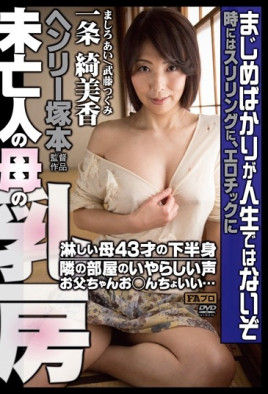 まじめばかりが人生ではないぞ
時にはスリリングに、エロチックに
ましろあい、武藤つぐみ
一条 綺美香
ヘンリー塚本
監督作品
未亡人の母の
乳房
淋しい母43才の下半身
隣の部屋のいやらしい声
お父ちゃんお◯んちょいい…
FAプロ
DVD